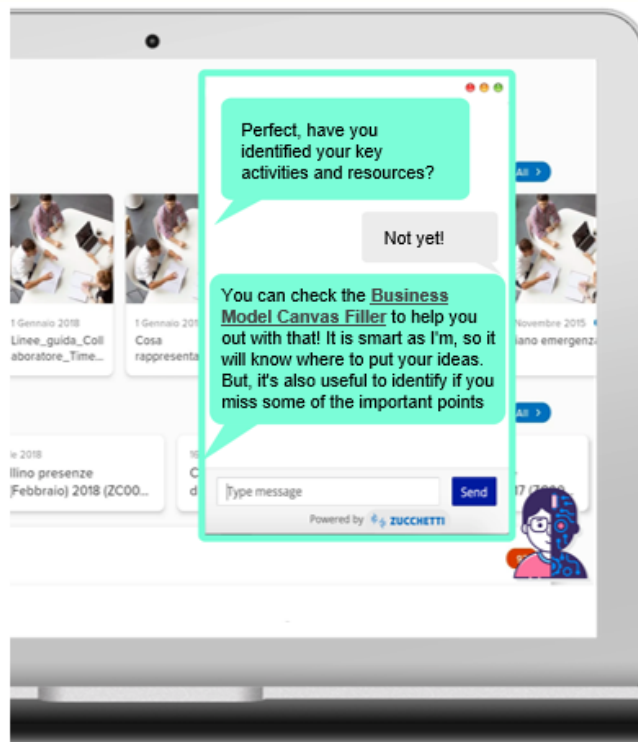 Perfect, have you
identified your key
activities and resources?
Not yet!
You can check the Business
Model Canvas Filler to help you
out with that! It is smart as I'm, so it
will know where to put your ideas.
But, it's also useful to identify if you
miss some of the important points
Type message
Send
Powered by ZUCCHETTI
All >
1 Gennaio 2018
Linee_guida_Coll
aboratore_Time...
1 Gennaio 201
Cosa
rappresenta
Novembre 2015
iano emergenza
All >
e 2018
llino presenze
(Febbraio) 2018 (ZC00...